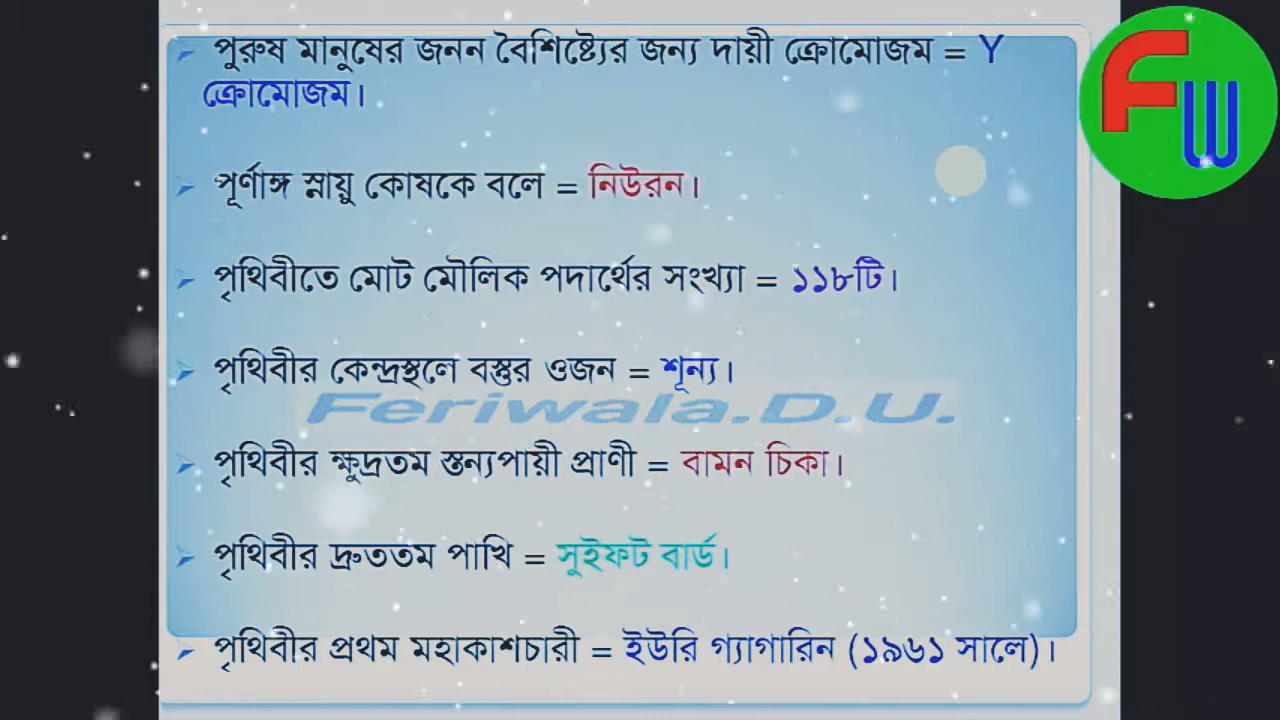 পুরুষ মানুষের জনন বৈশিষ্ট্যের জন্য দায়ী ক্রোমোজম = Y
ক্রোমোজম।
পূর্ণাঙ্গ স্নায়ু কোষকে বলে = নিউরন।
পৃথিবীতে মোট মৌলিক পদার্থের সংখ্যা = ১১৮টি।
পৃথিবীর কেন্দ্রস্থলে বস্তুর ওজন = শূন্য।
Feriwala.D.U.
পৃথিবীর ক্ষুদ্রতম স্তন্যপায়ী প্রাণী = বামন চিকা।
পৃথিবীর দ্রুততম পাখি = সুইফট বার্ড।
পৃথিবীর প্রথম মহাকাশচারী = ইউরি গ্যাগারিন (১৯৬১ সালে)।
FW